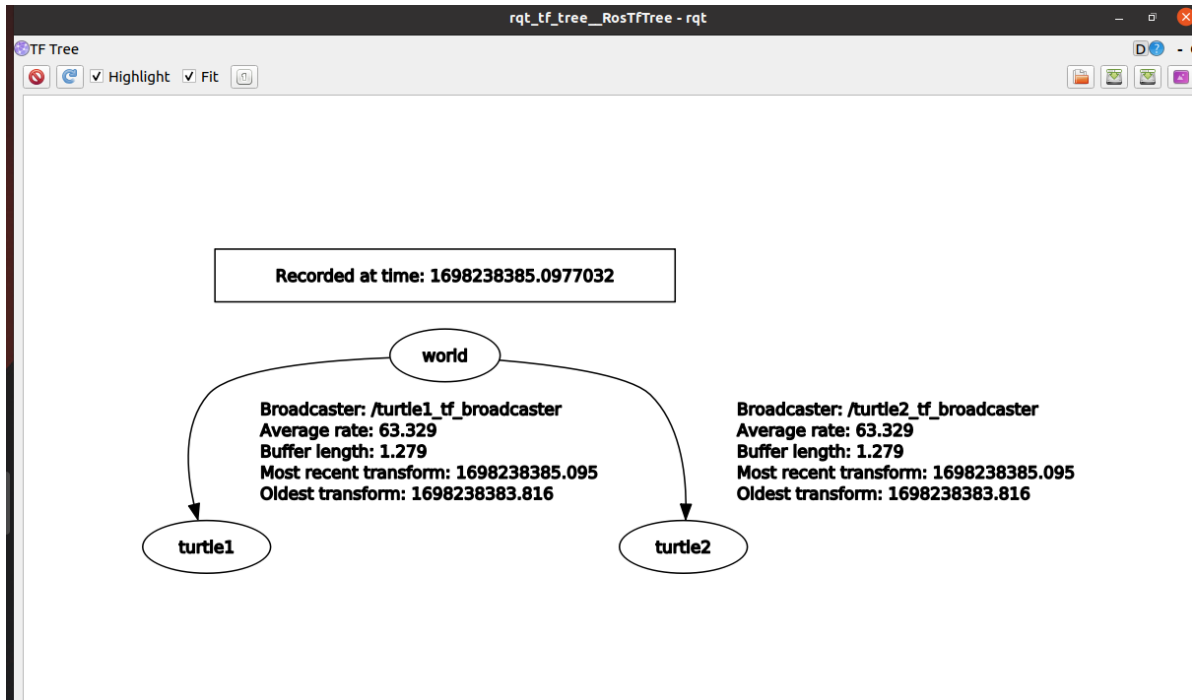 rqt_tf_tree__RosTfTree - rqt
TF Tree
D
?
-
Highlight
Fit
Recorded at time: 1698238385.0977032
world
Broadcaster: /turtle1_tf_broadcaster
Average rate: 63.329
Buffer length: 1.279
Most recent transform: 1698238385.095
Oldest transform: 1698238383.816
Broadcaster: /turtle2_tf_broadcaster
Average rate: 63.329
Buffer length: 1.279
Most recent transform: 1698238385.095
Oldest transform: 1698238383.816
turtle1
turtle2